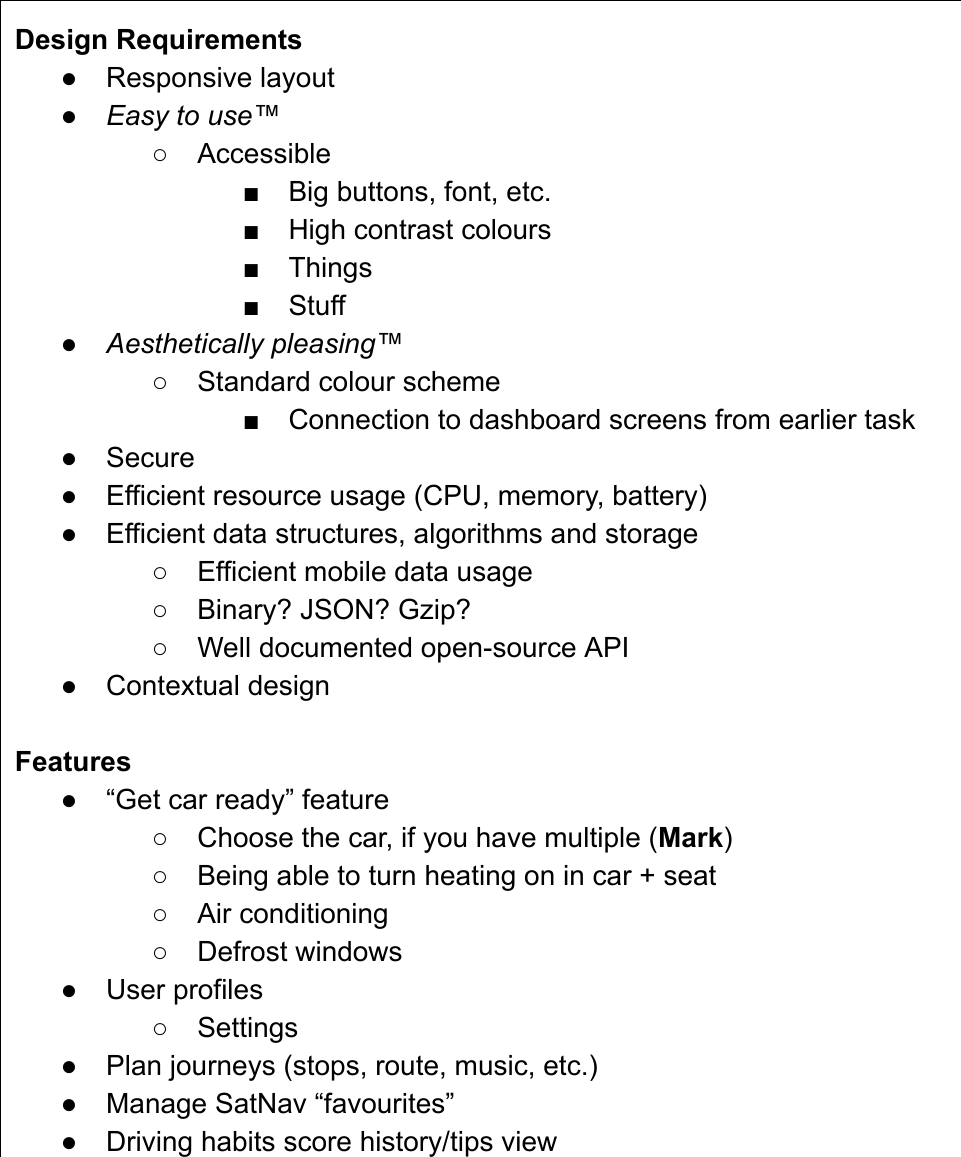 Design Requirements
● Responsive layout
● Easy to use™
○ Accessible
■ Big buttons, font, etc.
■ High contrast colours
■ Things
■ Stuff
● Aesthetically pleasing™
○ Standard colour scheme
■ Connection to dashboard screens from earlier task
● Secure
● Efficient resource usage (CPU, memory, battery)
● Efficient data structures, algorithms and storage
○ Efficient mobile data usage
○ Binary? JSON? Gzip?
○ Well documented open-source API
● Contextual design
Features
● “Get car ready” feature
○ Choose the car, if you have multiple (Mark)
○ Being able to turn heating on in car + seat
○ Air conditioning
○ Defrost windows
● User profiles
○ Settings
● Plan journeys (stops, route, music, etc.)
● Manage SatNav “favourites”
● Driving habits score history/tips view